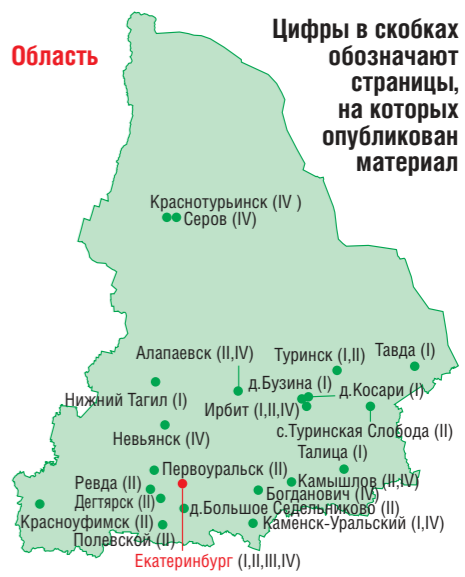 Область
Цифры в скобках
обозначают
страницы,
на которых
опубликован
материал
Краснотурьинск (IV )
Серов (IV)
Алапаевск (II,IV)
Туринск (I,II)
Тавда (I)
д.Бузина (I)
д.Косари (I)
Нижний Тагил (I)
Ирбит (I,II,IV)
с.Туринская Слобода (II)
Невьянск (IV)
Талица (I)
Первоуральск (II)
Ревда (II)
Камышлов (II,IV)
Богданович (IV)
Дегтярск (II)
д.Большое Седельниково (II)
Красноуфимск (II)
Каменск-Уральский (I,IV)
Полевской (II)
Екатеринбург (I,II,III,IV)